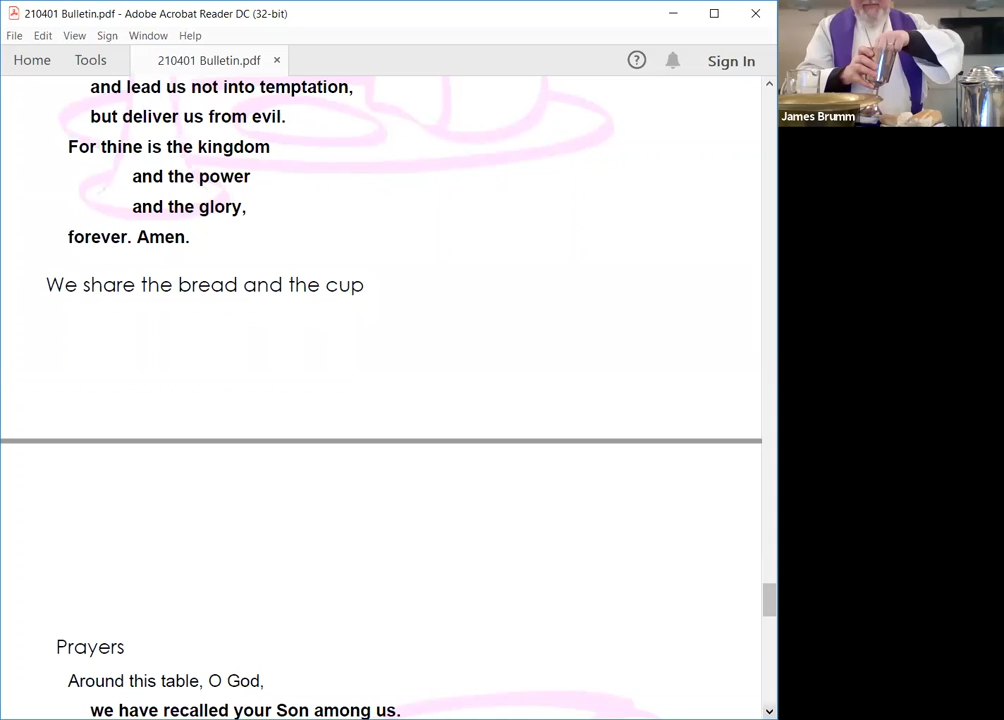 210401 Bulletin.pdf - Adobe Acrobat Reader DC (32-bit)
File Edit View Sign Window Help
Home Tools 210401 Bulletin.pdf × Sign In
and lead us not into temptation,
but deliver us from evil.
For thine is the kingdom
and the power
and the glory,
forever. Amen.
We share the bread and the cup
Prayers
Around this table, O God,
we have recalled your Son among us.
James Brumm